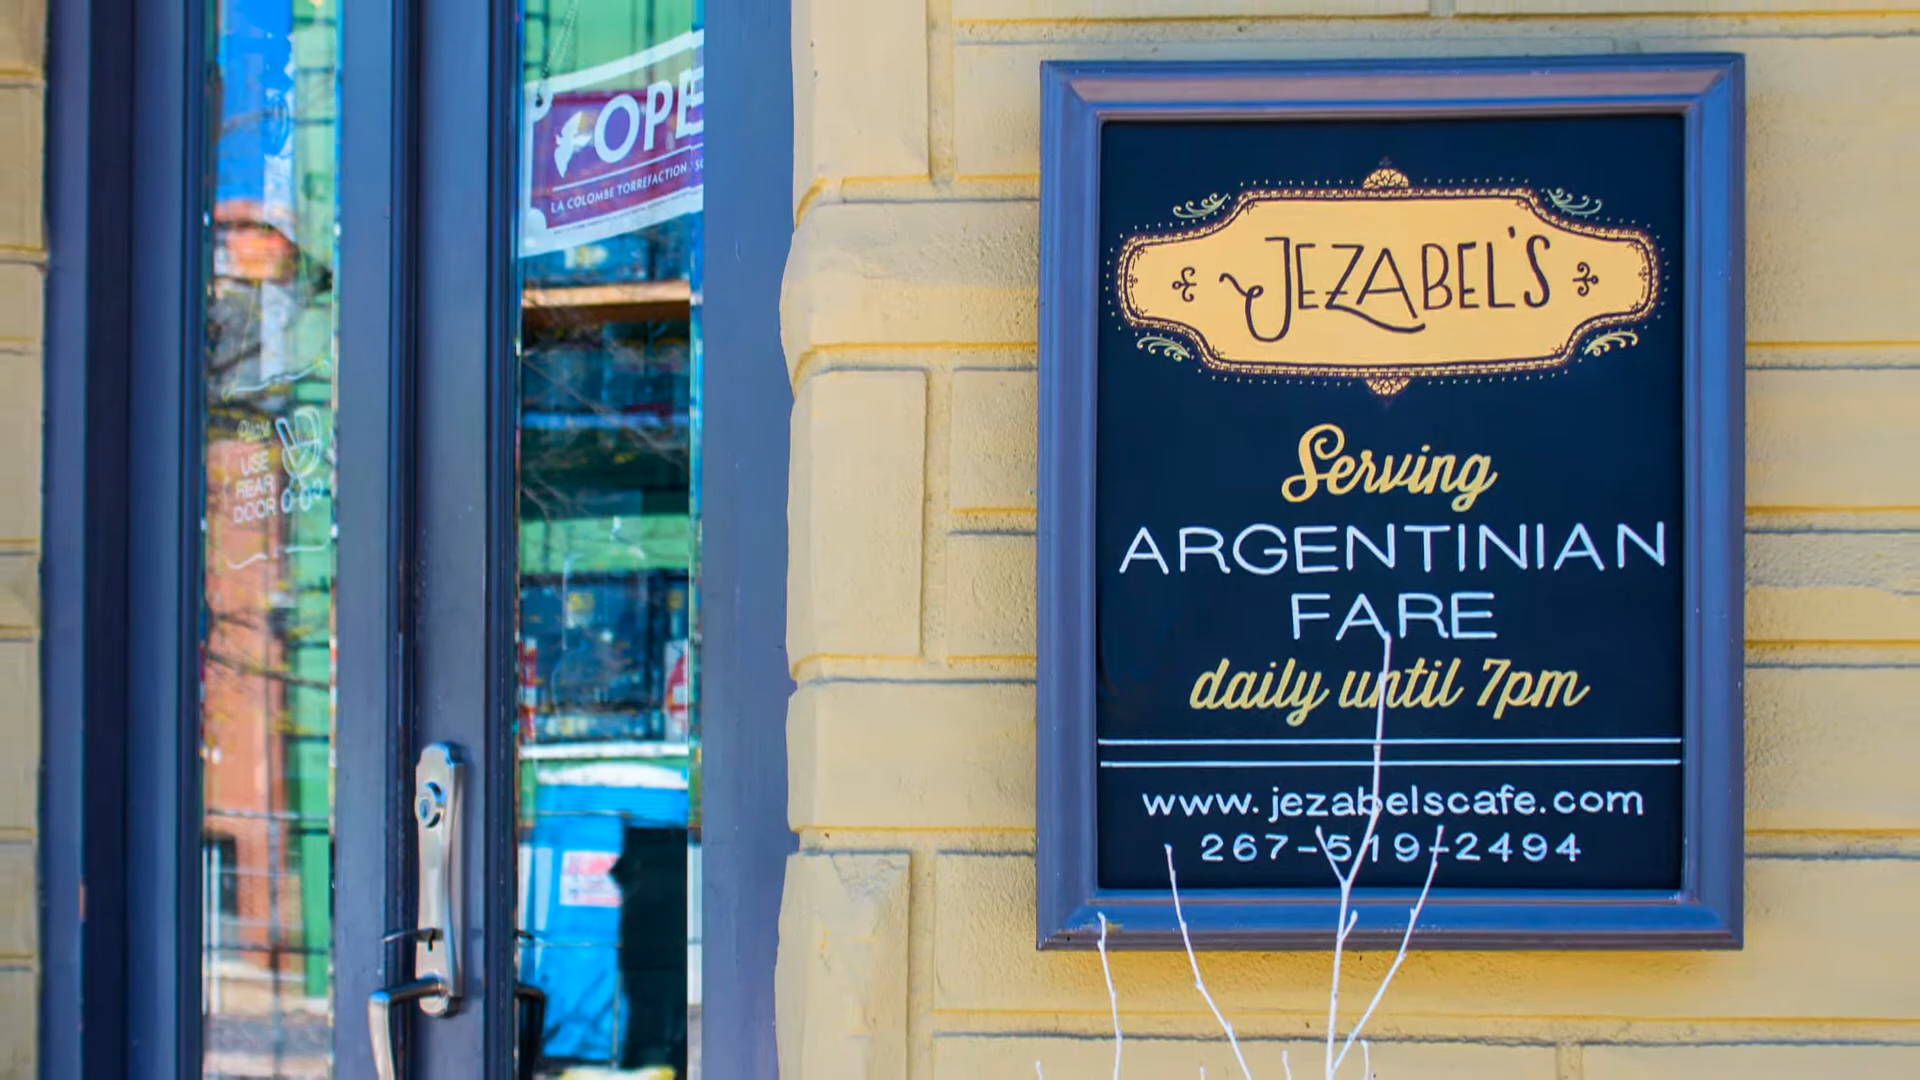 OPE
LA COLOMBE TORREFACTION
USE
REAR
DOOR
JEZABEL'S
Serving
ARGENTINIAN
FARE
daily until 7pm
www.jezabelscafe.com
267-519-2494